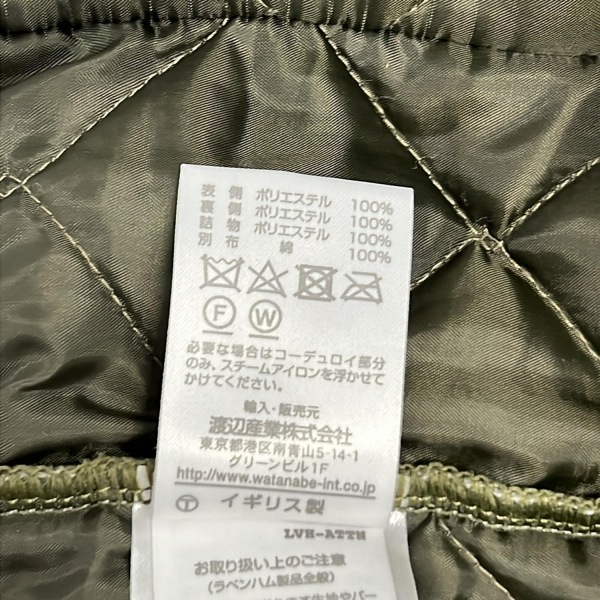 表側 ポリエステル 100%
裏側 ポリエステル 100%
詰物 ポリエステル 100%
別布 綿 100%
F W
必要な場合はコーデュロイ部分
のみ、スチームアイロンを浮かせて
かけてください。
輸入・販売元
渡辺産業株式会社
東京都港区南青山5-14-1
グリーンビル1F
www.watanabe-int.co.jp
T イギリス製
LVH-ATTN
お取り扱い上のご注意
(ラベンハム製品全般)